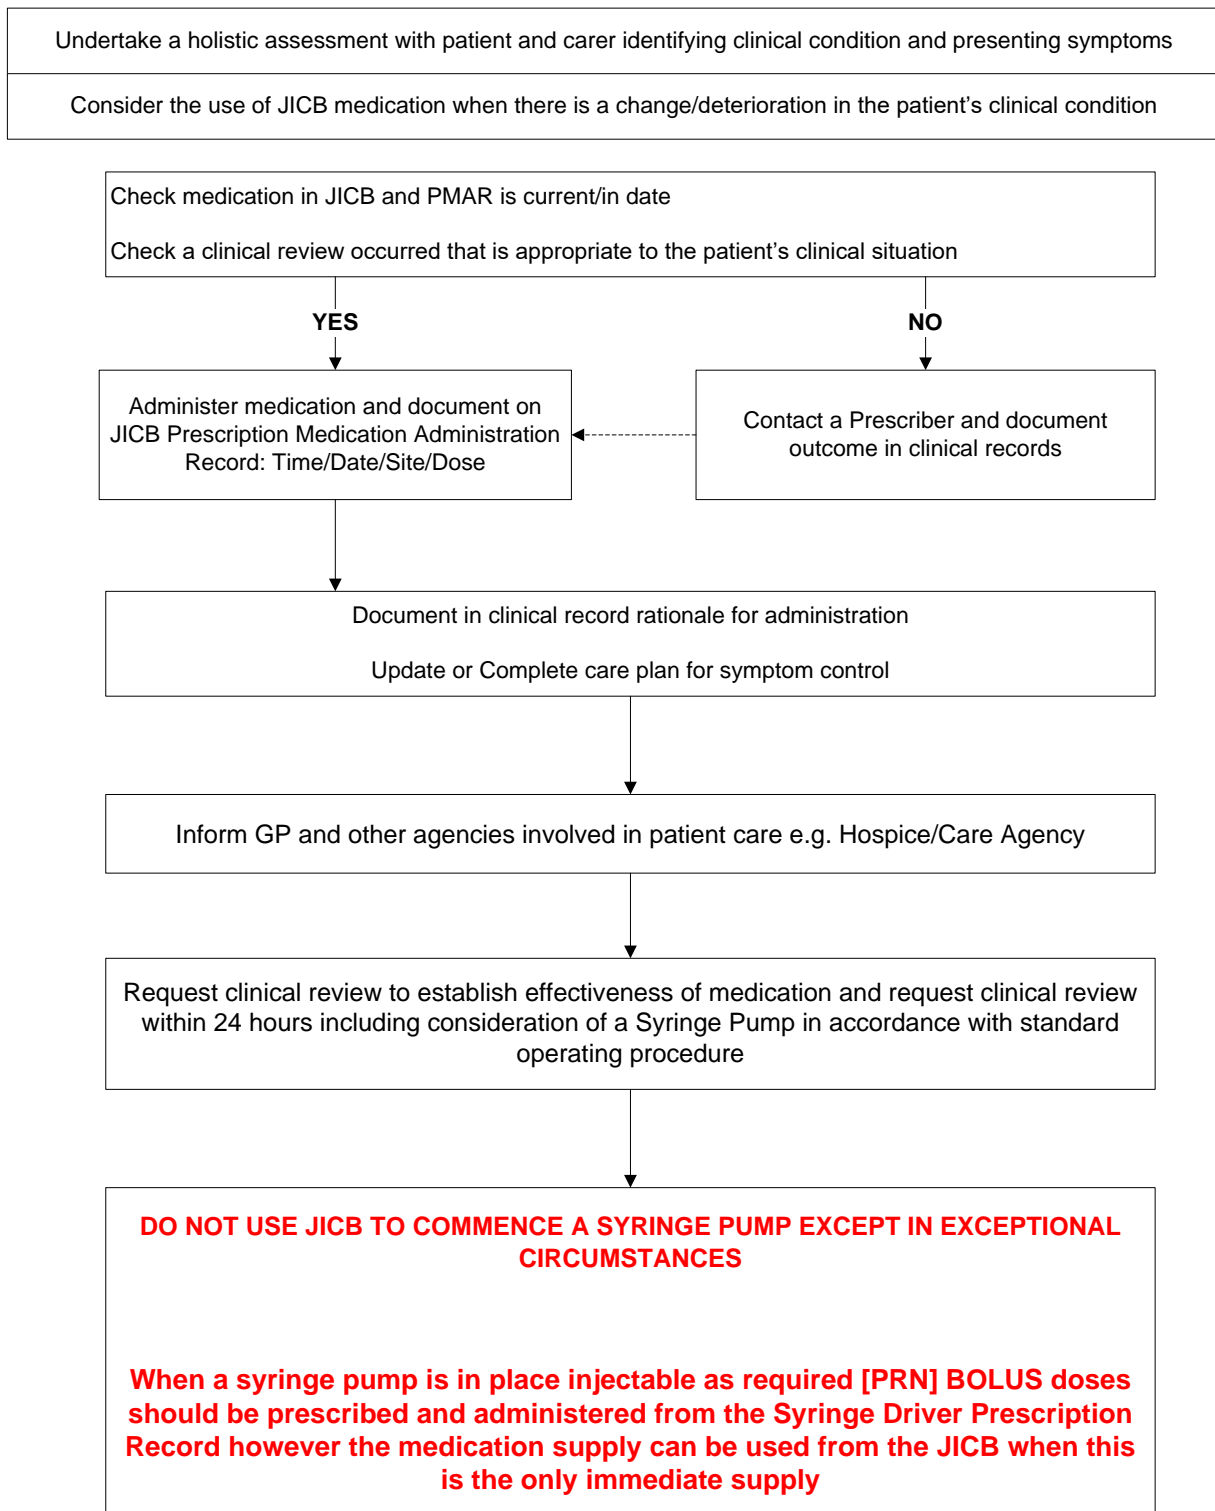 Undertake a holistic assessment with patient and carer identifying clinical condition and presenting symptoms
Consider the use of JICB medication when there is a change/deterioration in the patient’s clinical condition
Check medication in JICB and PMAR is current/in date
Check a clinical review occurred that is appropriate to the patient’s clinical situation
YES
NO
Administer medication and document on
JICB Prescription Medication Administration
Record: Time/Date/Site/Dose
Contact a Prescriber and document
outcome in clinical records
Document in clinical record rationale for administration
Update or Complete care plan for symptom control
Inform GP and other agencies involved in patient care e.g. Hospice/Care Agency
Request clinical review to establish effectiveness of medication and request clinical review
within 24 hours including consideration of a Syringe Pump in accordance with standard
operating procedure
DO NOT USE JICB TO COMMENCE A SYRINGE PUMP EXCEPT IN EXCEPTIONAL
CIRCUMSTANCES
When a syringe pump is in place injectable as required [PRN] BOLUS doses
should be prescribed and administered from the Syringe Driver Prescription
Record however the medication supply can be used from the JICB when this
is the only immediate supply